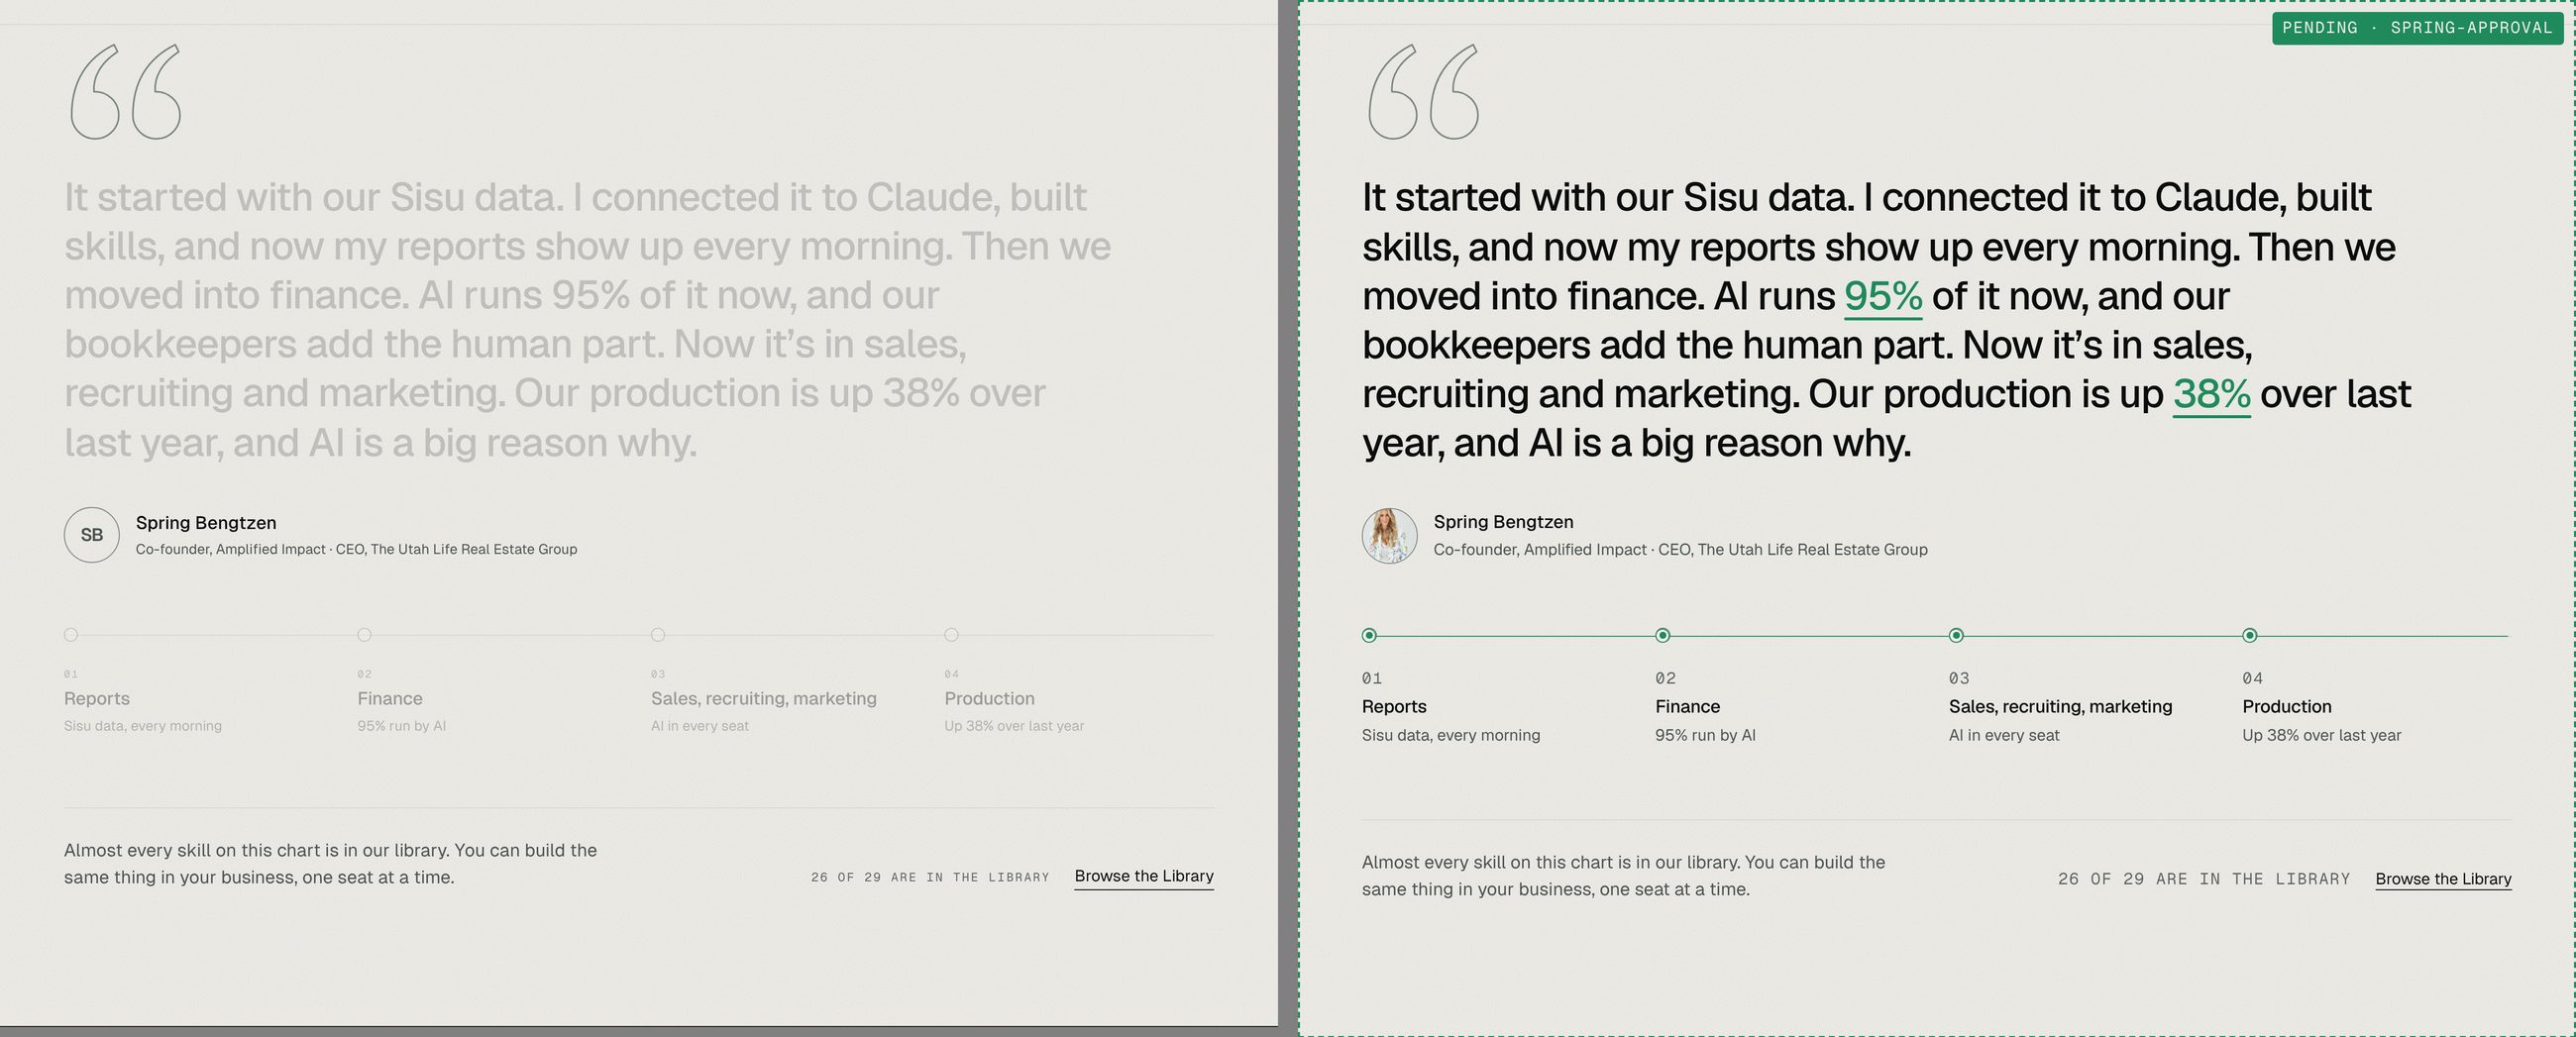 “
It started with our Sisu data. I connected it to Claude, built
skills, and now my reports show up every morning. Then we
moved into finance. AI runs 95% of it now, and our
bookkeepers add the human part. Now it’s in sales,
recruiting and marketing. Our production is up 38% over
last year, and AI is a big reason why.
SB
Spring Bengtzen
Co-founder, Amplified Impact · CEO, The Utah Life Real Estate Group
01
Reports
Sisu data, every morning
02
Finance
95% run by AI
03
Sales, recruiting, marketing
AI in every seat
04
Production
Up 38% over last year
Almost every skill on this chart is in our library. You can build the
same thing in your business, one seat at a time.
26 OF 29 ARE IN THE LIBRARY
Browse the Library
PENDING · SPRING-APPROVAL
“
It started with our Sisu data. I connected it to Claude, built
skills, and now my reports show up every morning. Then we
moved into finance. AI runs 95% of it now, and our
bookkeepers add the human part. Now it’s in sales,
recruiting and marketing. Our production is up 38% over last
year, and AI is a big reason why.
Spring Bengtzen
Co-founder, Amplified Impact · CEO, The Utah Life Real Estate Group
01
Reports
Sisu data, every morning
02
Finance
95% run by AI
03
Sales, recruiting, marketing
AI in every seat
04
Production
Up 38% over last year
Almost every skill on this chart is in our library. You can build the
same thing in your business, one seat at a time.
26 OF 29 ARE IN THE LIBRARY
Browse the Library